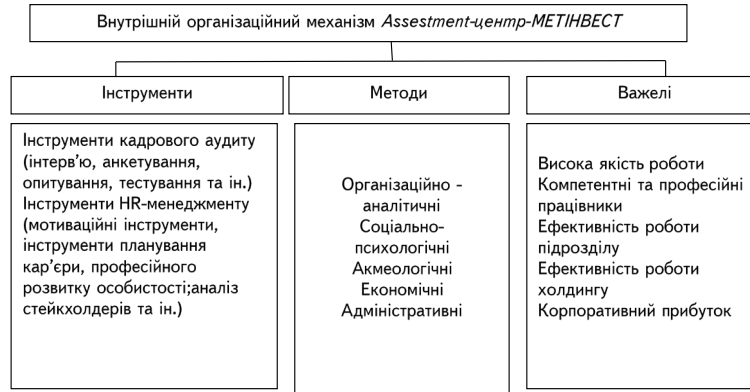 Внутрішній організаційний механізм Assestment-центр-МЕТІНВЕСТ
Інструменти
Методи
Важелі
Інструменти кадрового аудиту
(інтерв’ю, анкетування,
опитування, тестування та ін.)
Інструменти HR-менеджменту
(мотиваційні інструменти,
інструменти планування
кар’єри, професійного
розвитку особистості;аналіз
стейкхолдерів та ін.)
Організаційно -
аналітичні
Соціально-
психологічні
Акмеологічні
Економічні
Адміністративні
Висока якість роботи
Компетентні та професійні
працівники
Ефективність роботи
підрозділу
Ефективність роботи
холдингу
Корпоративний прибуток